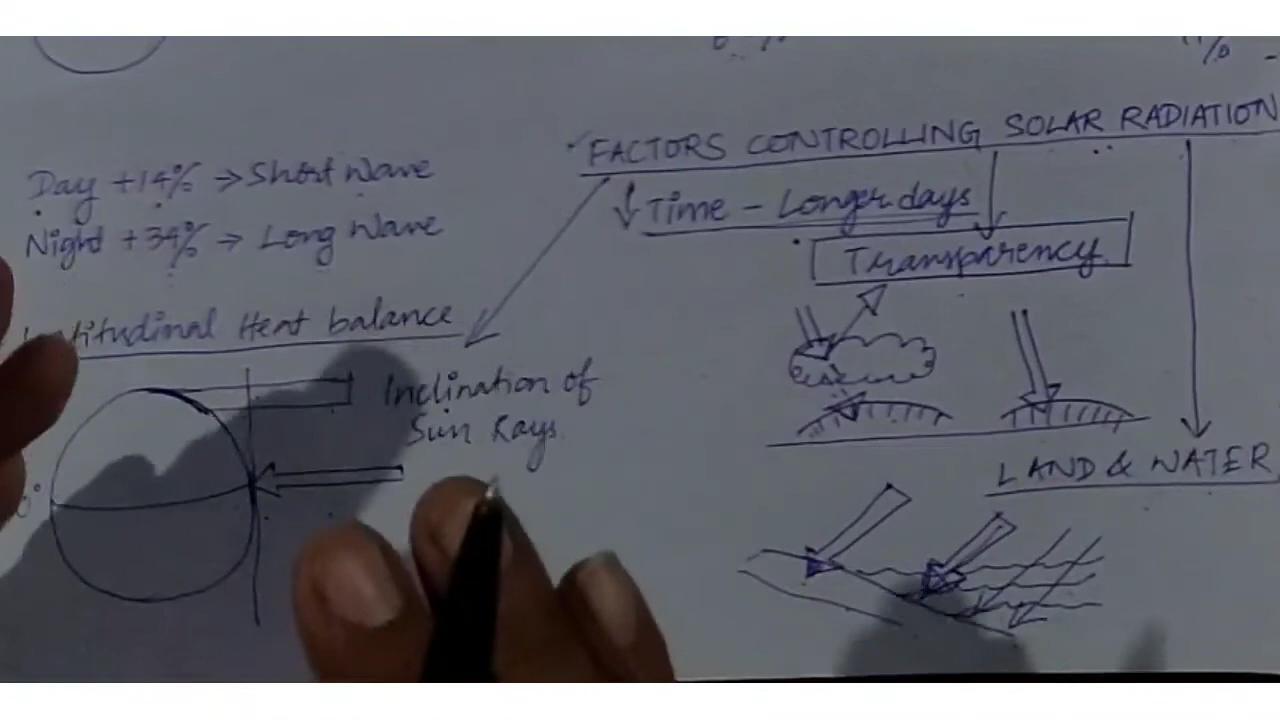 FACTORS CONTROLLING SOLAR RADIATION
Day +14% → Short Wave
Night +34% → Long Wave
Time - Longer days
Transparency
Heat balance
Inclination of
Sun Rays
LAND & WATER
0°